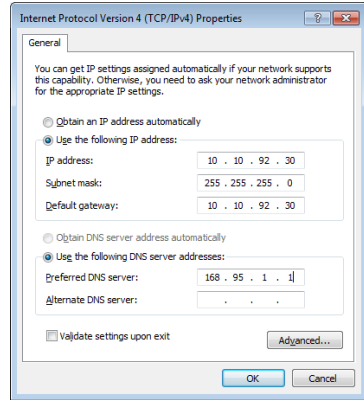 Internet Protocol Version 4 (TCP/IPv4) Properties
General
You can get IP settings assigned automatically if your network supports
this capability. Otherwise, you need to ask your network administrator
for the appropriate IP settings.
Obtain an IP address automatically
Use the following IP address:
IP address: 10 . 10 . 92 . 30
Subnet mask: 255 . 255 . 255 . 0
Default gateway: 10 . 10 . 92 . 30
Obtain DNS server address automatically
Use the following DNS server addresses:
Preferred DNS server: 168 . 95 . 1 . 1
Alternate DNS server: . . .
Validate settings upon exit
Advanced...
OK Cancel